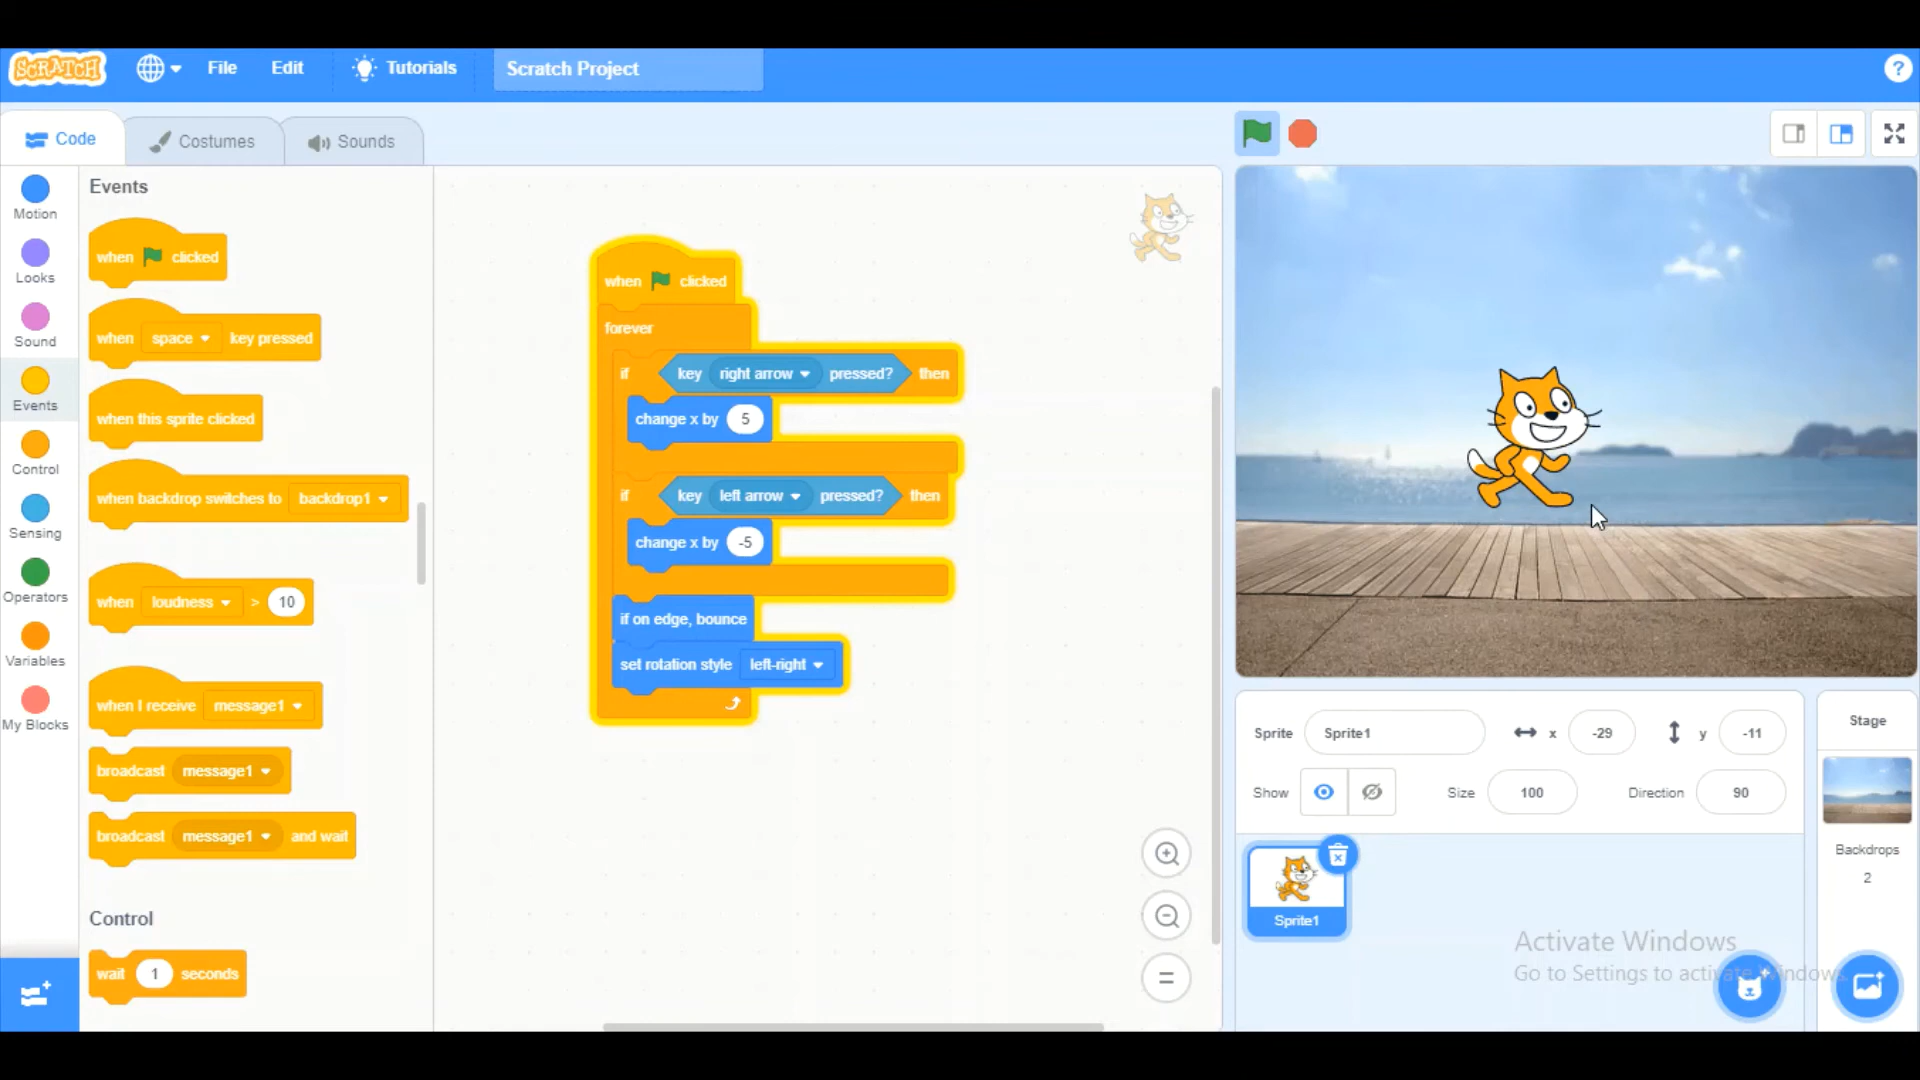 SCRATCH
File
Edit
Tutorials
Scratch Project
?
Code
Costumes
Sounds
Motion
Looks
Sound
Events
Control
Sensing
Operators
Variables
My Blocks
Events
when clicked
when space key pressed
when this sprite clicked
when backdrop switches to backdrop1
when loudness > 10
when I receive message1
broadcast message1
broadcast message1 and wait
Control
wait 1 seconds
when clicked
forever
if key right arrow pressed? then
change x by 5
if key left arrow pressed? then
change x by -5
if on edge, bounce
set rotation style left-right
Sprite Sprite1 x -29 y -11
Show Size 100 Direction 90
Sprite1
Stage
Backdrops
2
Activate Windows
Go to Settings to activate Windows.